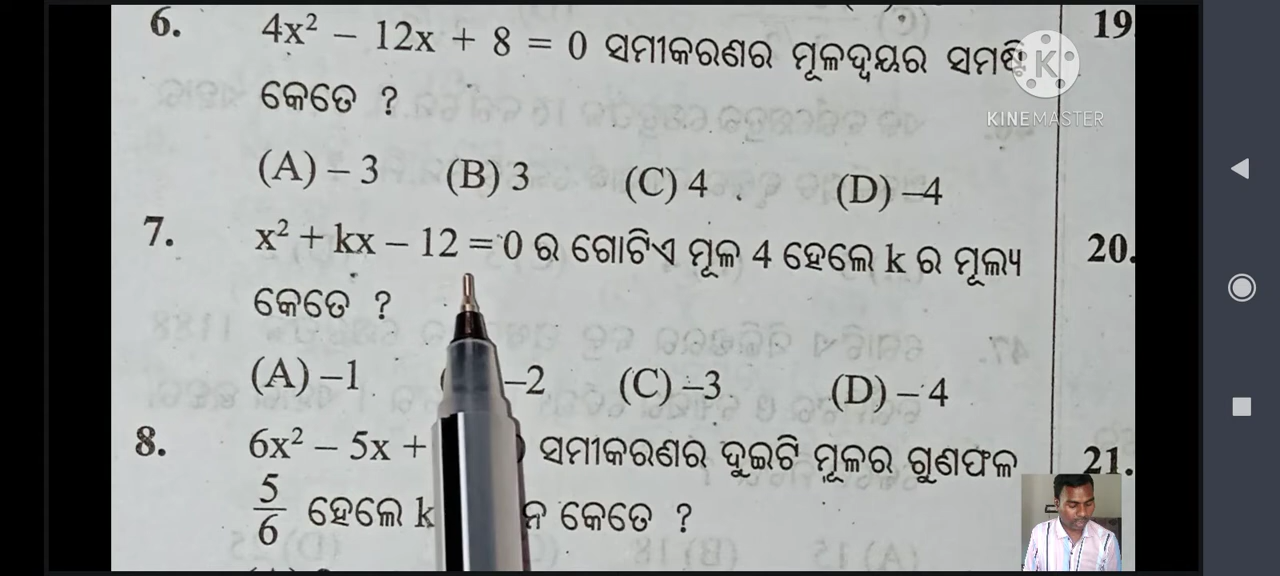 6. 4x² – 12x + 8 = 0 ସମୀକରଣର ମୂଳଦ୍ୱୟର ସମଷ୍ଟି
କେତେ ?
(A) – 3 (B) 3 (C) 4 (D) –4
7. x² + kx – 12 = 0 ର ଗୋଟିଏ ମୂଳ 4 ହେଲେ k ର ମୂଲ୍ୟ
କେତେ ?
(A) –1 –2 (C) –3 (D) – 4
8. 6x² – 5x + ସମୀକରଣର ଦୁଇଟି ମୂଳର ଗୁଣଫଳ
5/6 ହେଲେ k କେତେ ?
19
20.
21.
KINEMASTER